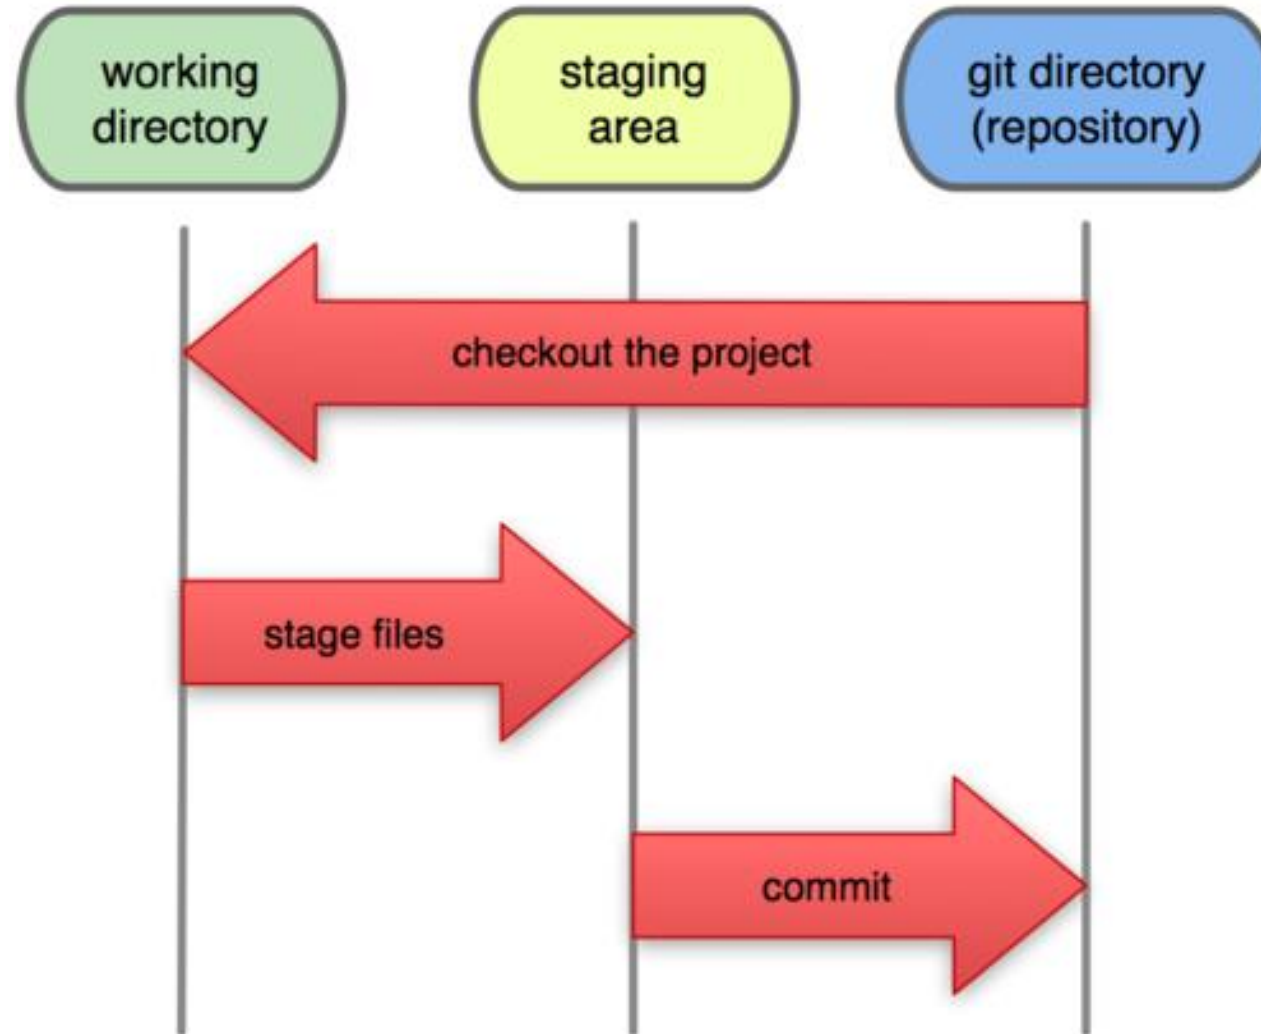 working
directory
staging
area
git directory
(repository)
checkout the project
stage files
commit